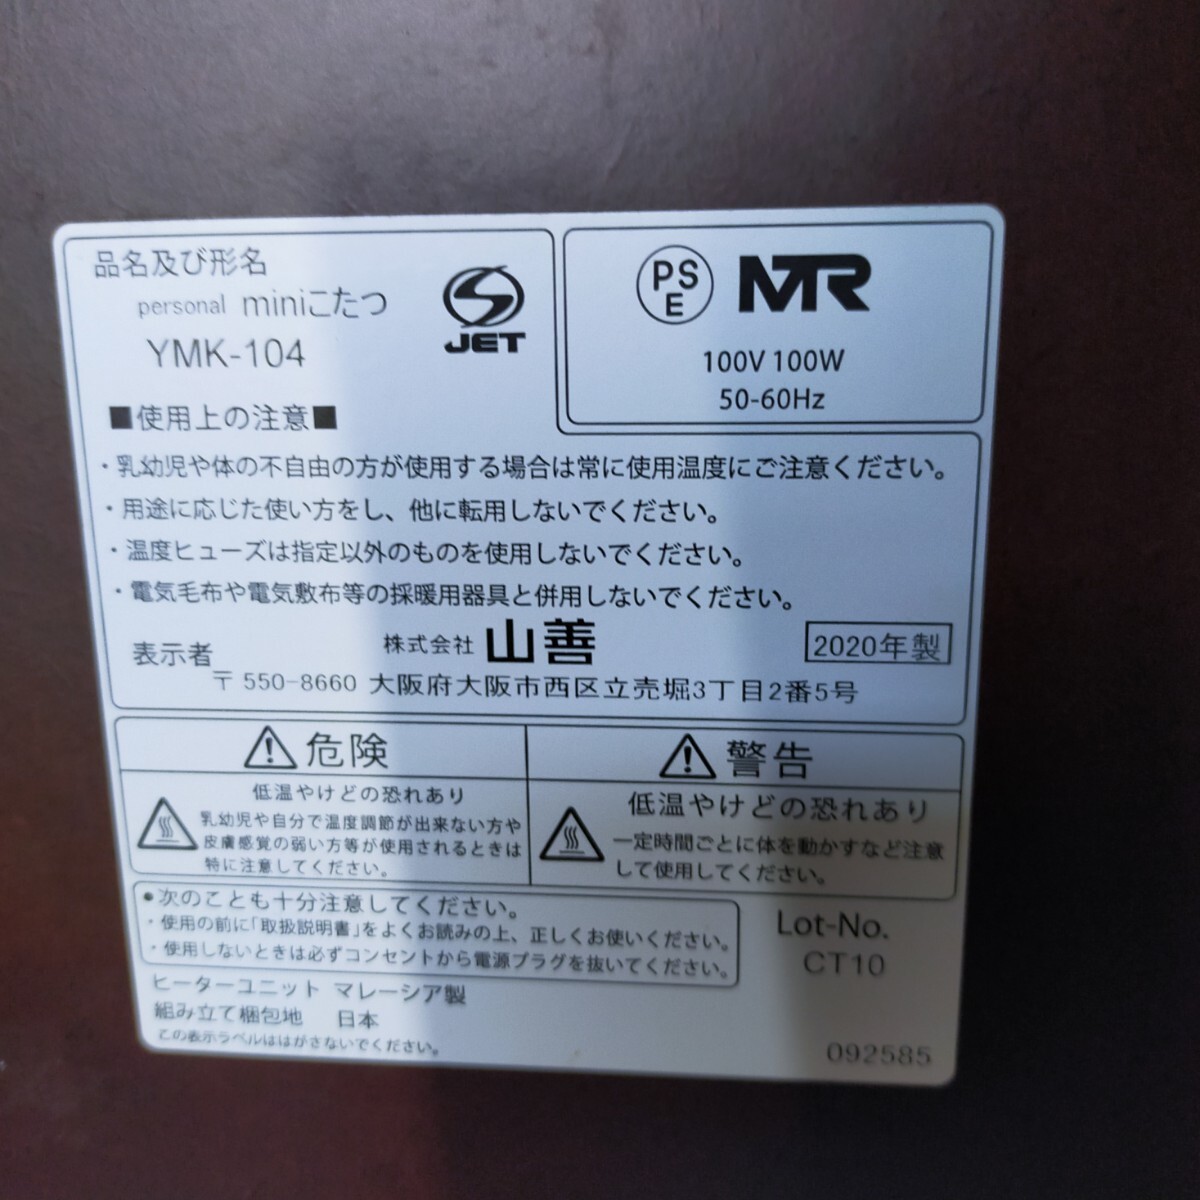 品名及び形名
personal miniこたつ
YMK-104
JET
PS
E
MTR
100V 100W
50-60Hz
■使用上の注意■
・乳幼児や体の不自由の方が使用する場合は常に使用温度にご注意ください。
・用途に応じた使い方をし、他に転用しないでください。
・温度ヒューズは指定以外のものを使用しないでください。
・電気毛布や電気敷布等の採暖用器具と併用しないでください。
表示者 株式会社 山善 2020年製
〒550-8660 大阪府大阪市西区立売堀3丁目2番5号
危険
低温やけどの恐れあり
乳幼児や自分で温度調節が出来ない方や
皮膚感覚の弱い方等が使用されるときは
特に注意してください。
警告
低温やけどの恐れあり
一定時間ごとに体を動かすなど注意
して使用してください。
●次のことも十分注意してください。
・使用の前に「取扱説明書」をよくお読みの上、正しくお使いください。
・使用しないときは必ずコンセントから電源プラグを抜いてください。
Lot-No.
CT10
ヒーターユニット マレーシア製
組み立て梱包地 日本
この表示ラベルははがさないでください。
092585